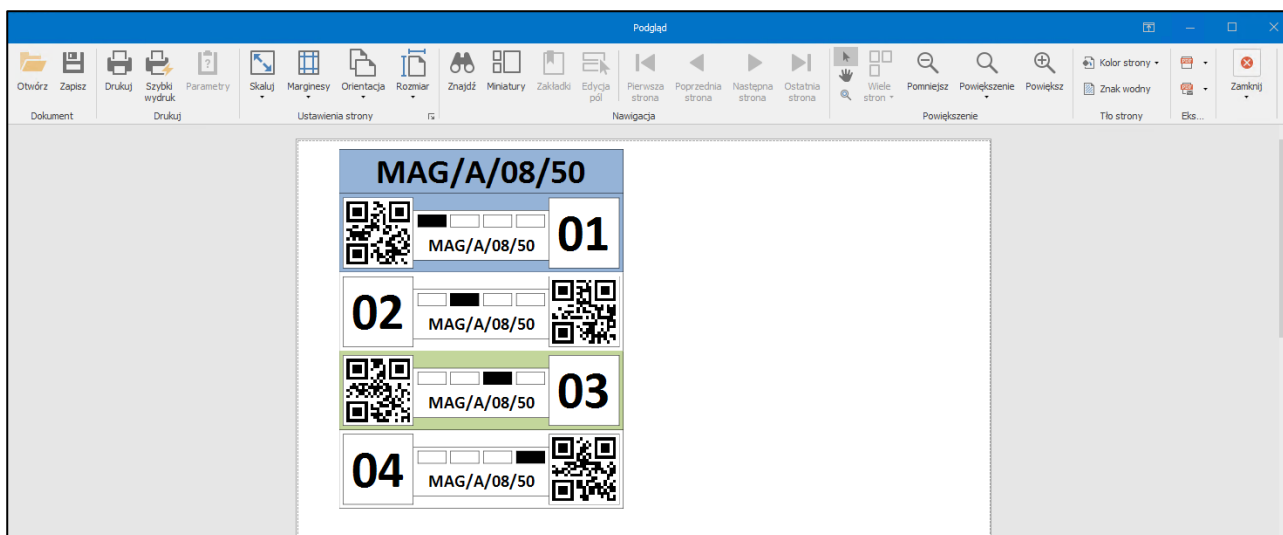 Podgląd
Otwórz Zapisz Drukuj Szybki wydruk Parametry Skaluj Marginesy Orientacja Rozmiar Znajdź Miniatury Zakładki Edycja pól Pierwsza strona Poprzednia strona Następna strona Ostatnia strona Wiele stron Pomniejsz Powiększenie Powiększ Kolor strony Zamknij
Znak wodny
Dokument Drukuj Ustawienia strony Nawigacja Powiększenie Tło strony Eks...
MAG/A/08/50
01
MAG/A/08/50
02
MAG/A/08/50
03
MAG/A/08/50
04
MAG/A/08/50